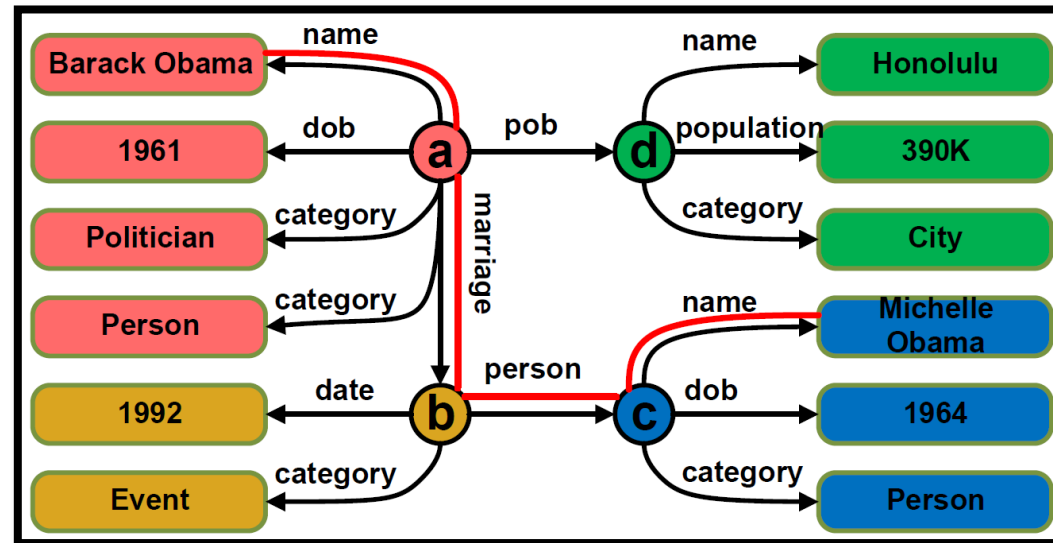 name
name
Barack Obama
Honolulu
dob
pob
population
1961
a
d
390K
category
marriage
category
Politician
City
category
name
Person
Michelle
Obama
date
person
dob
1992
b
c
1964
category
category
Event
Person